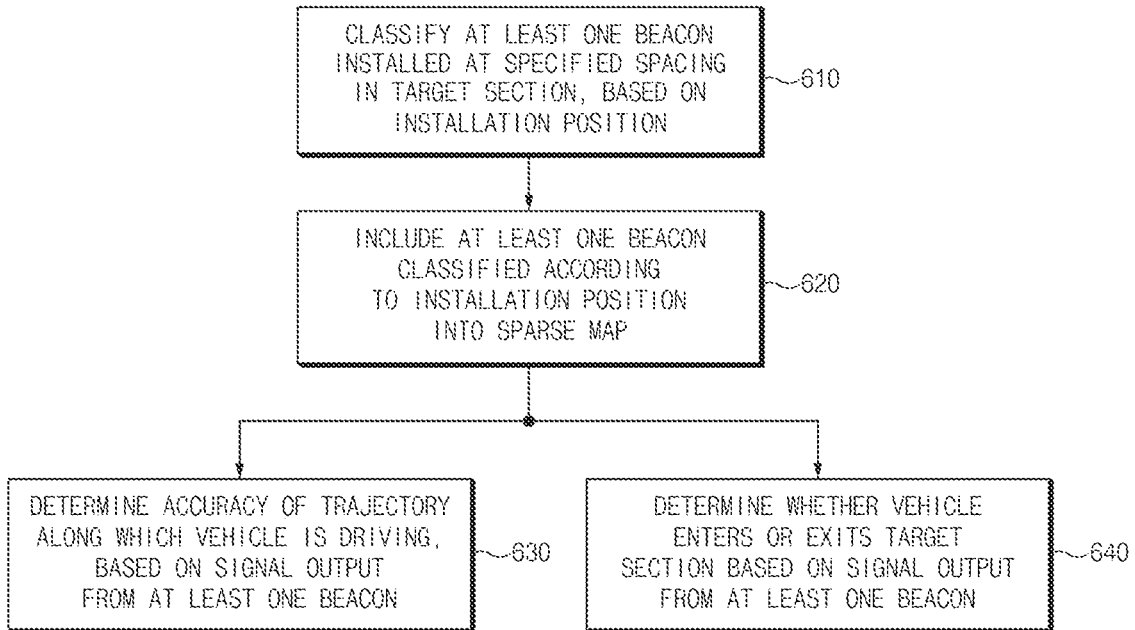 CLASSIFY AT LEAST ONE BEACON
INSTALLED AT SPECIFIED SPACING
IN TARGET SECTION, BASED ON
INSTALLATION POSITION
610
INCLUDE AT LEAST ONE BEACON
CLASSIFIED ACCORDING
TO INSTALLATION POSITION
INTO SPARSE MAP
620
DETERMINE ACCURACY OF TRAJECTORY
ALONG WHICH VEHICLE IS DRIVING,
BASED ON SIGNAL OUTPUT
FROM AT LEAST ONE BEACON
630
DETERMINE WHETHER VEHICLE
ENTERS OR EXITS TARGET
SECTION BASED ON SIGNAL OUTPUT
FROM AT LEAST ONE BEACON
640